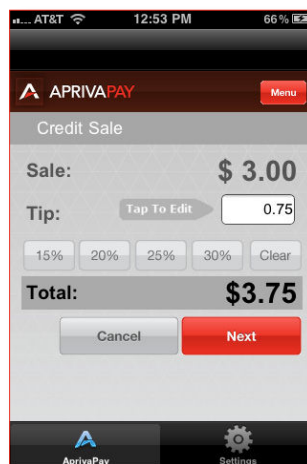 AT&T 12:53 PM 66%
APRIVAPAY Menu
Credit Sale
Sale: $ 3.00
Tip: Tap To Edit 0.75
15% 20% 25% 30% Clear
Total: $3.75
Cancel Next
AprivaPay Settings